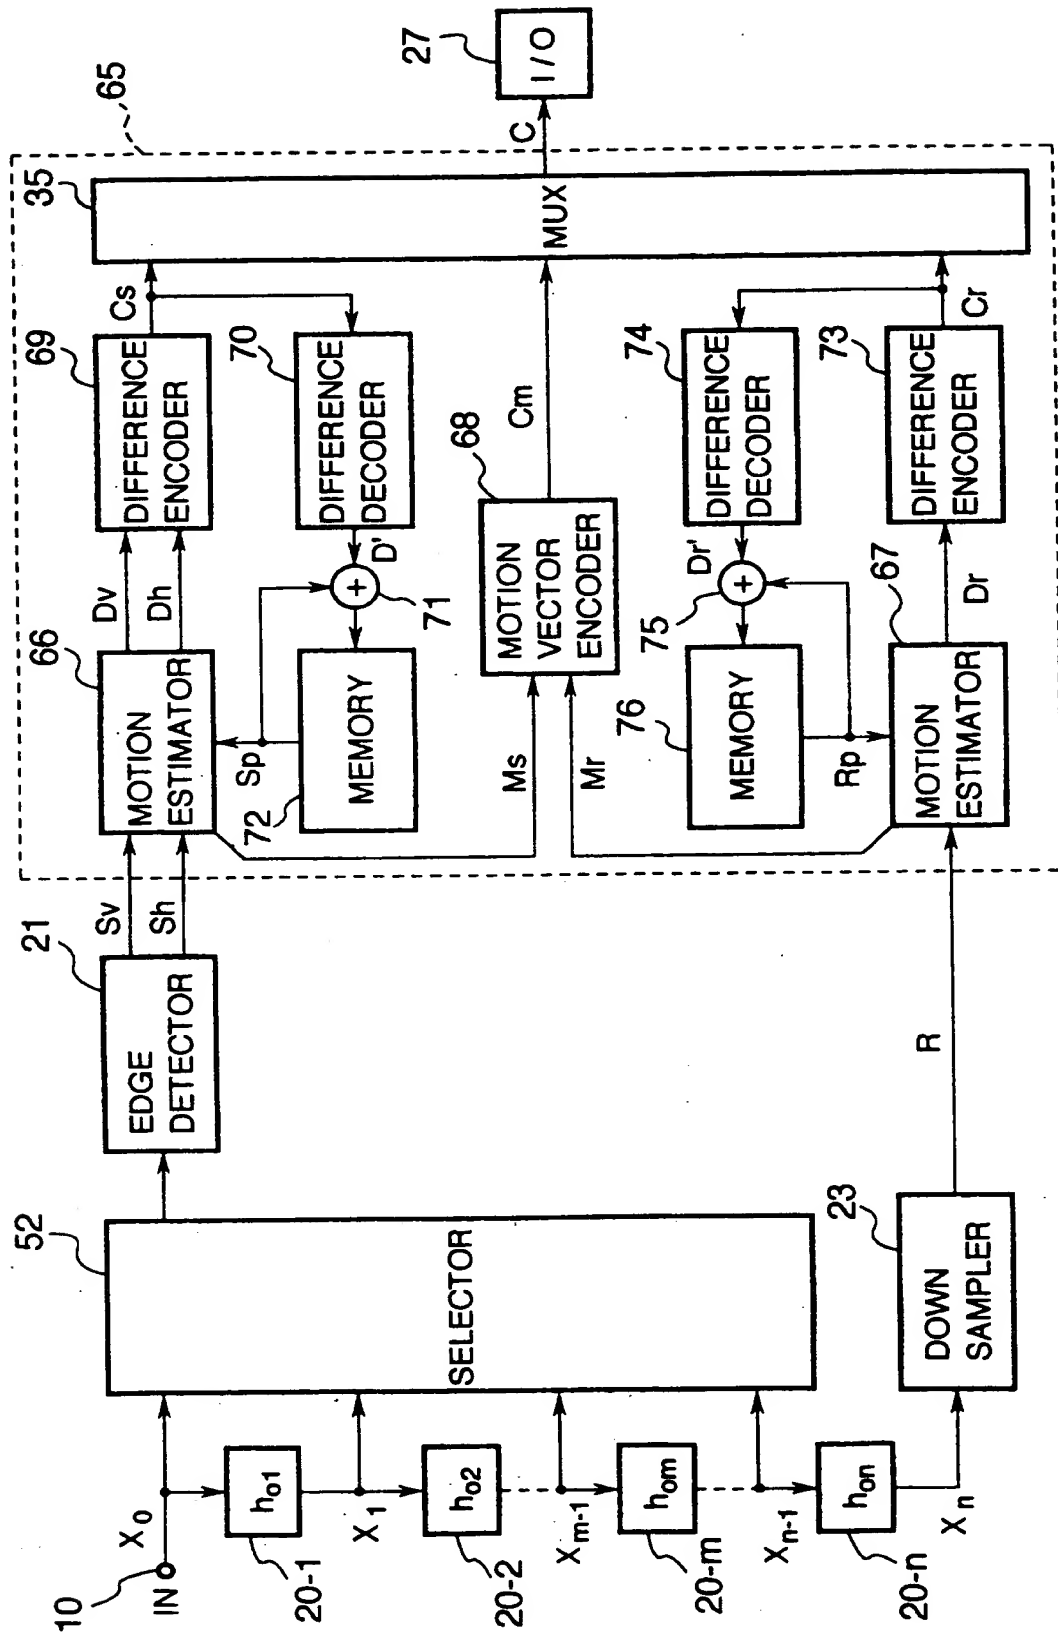 10
IN
X0
20-1
h01
X1
20-2
h02
Xm-1
20-m
h0m
Xn-1
20-n
h0n
Xn
52
SELECTOR
23
DOWN
SAMPLER
R
21
EDGE
DETECTOR
Sv
Sh
65
66
MOTION
ESTIMATOR
Dv
Dh
69
DIFFERENCE
ENCODER
Cs
70
DIFFERENCE
DECODER
D'
+
71
Sp
72
MEMORY
Ms
Mr
68
MOTION
VECTOR
ENCODER
Cm
74
DIFFERENCE
DECODER
Dr'
+
75
76
MEMORY
Rp
67
MOTION
ESTIMATOR
Dr
73
DIFFERENCE
ENCODER
Cr
35
MUX
C
27
I/O